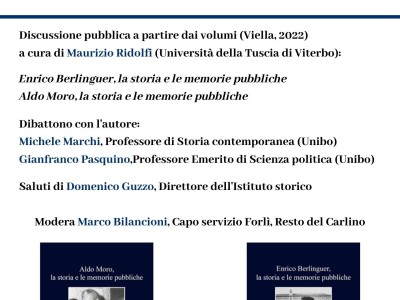 Discussione pubblica a partire dai volumi (Viella, 2022)
a cura di Maurizio Ridolfi (Università della Tuscia di Viterbo):
Enrico Berlinguer, la storia e le memorie pubbliche
Aldo Moro, la storia e le memorie pubbliche
Dibattono con l'autore:
Michele Marchi, Professore di Storia contemporanea (Unibo)
Gianfranco Pasquino,Professore Emerito di Scienza politica (Unibo)
Saluti di Domenico Guzzo, Direttore dell'Istituto storico
Modera Marco Bilancioni, Capo servizio Forlì, Resto del Carlino
Aldo Moro,
la storia e le memorie pubbliche
Enrico Berlinguer,
la storia e le memorie pubbliche